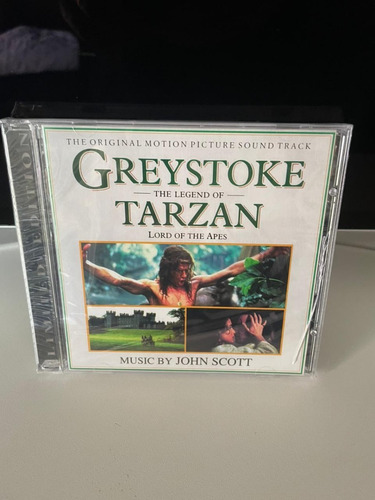 THE ORIGINAL MOTION PICTURE SOUND TRACK
GREYSTOKE
THE LEGEND OF
TARZAN
LORD OF THE APES
MUSIC BY JOHN SCOTT